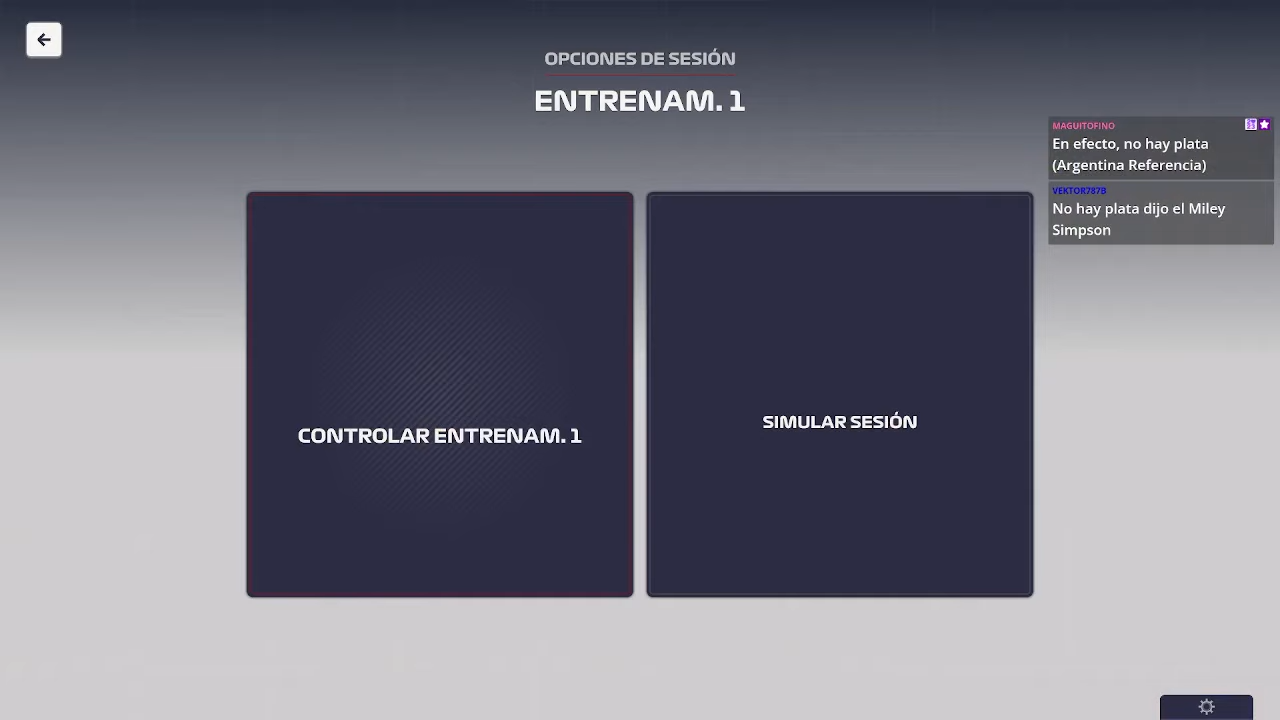 OPCIONES DE SESIÓN
ENTRENAM. 1
MAGUITOFINO
En efecto, no hay plata
(Argentina Referencia)
VEKTOR787B
No hay plata dijo el Miley
Simpson
CONTROLAR ENTRENAM. 1
SIMULAR SESIÓN